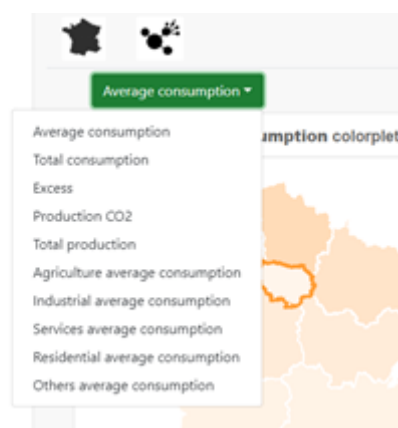 Average consumption
Average consumption
umption colorplet
Total consumption
Excess
Production CO2
Total production
Agriculture average consumption
Industrial average consumption
Services average consumption
Residential average consumption
Others average consumption